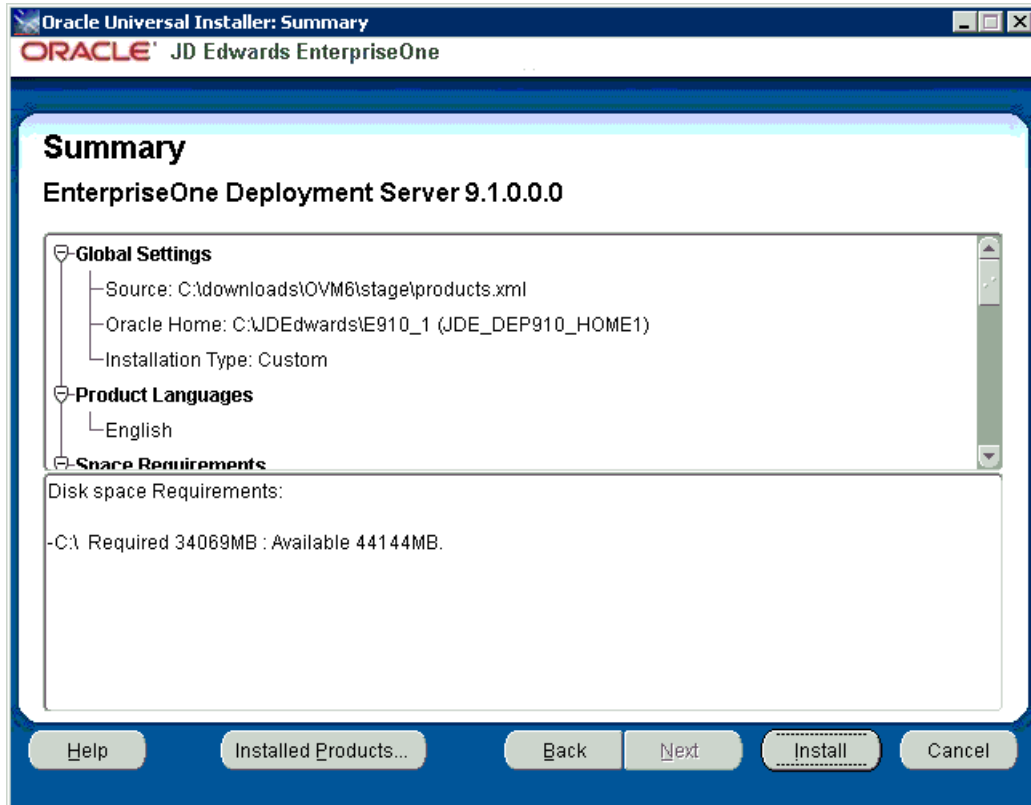 Oracle Universal Installer: Summary
ORACLE JD Edwards EnterpriseOne
Summary
EnterpriseOne Deployment Server 9.1.0.0.0
Global Settings
Source: C:\downloads\OVM6\stage\products.xml
Oracle Home: C:\JDEdwards\E910_1 (JDE_DEP910_HOME1)
Installation Type: Custom
Product Languages
English
Space Requirements
Disk space Requirements:
-C:\ Required 34069MB : Available 44144MB.
Help Installed Products... Back Next Install Cancel